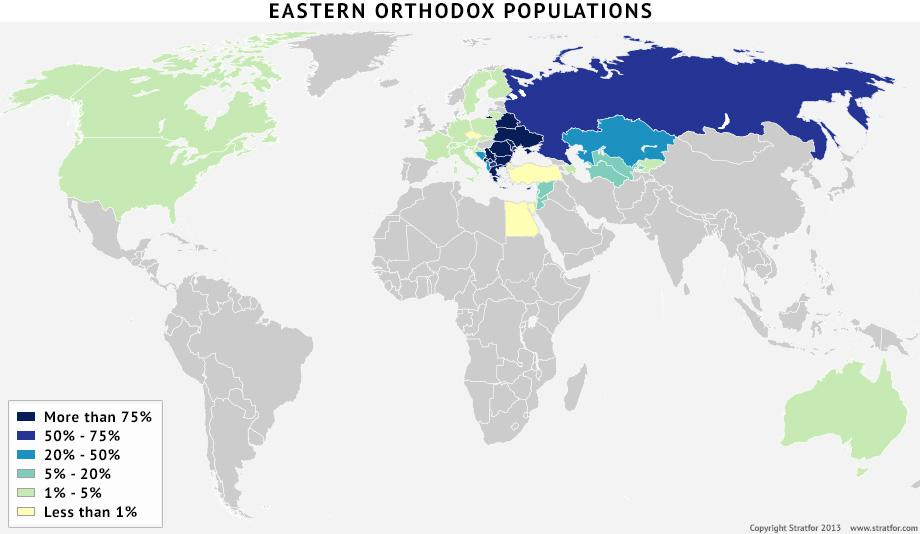 EASTERN ORTHODOX POPULATIONS
More than 75%
50% - 75%
20% - 50%
5% - 20%
1% - 5%
Less than 1%
Copyright Stratfor 2013 www.stratfor.com